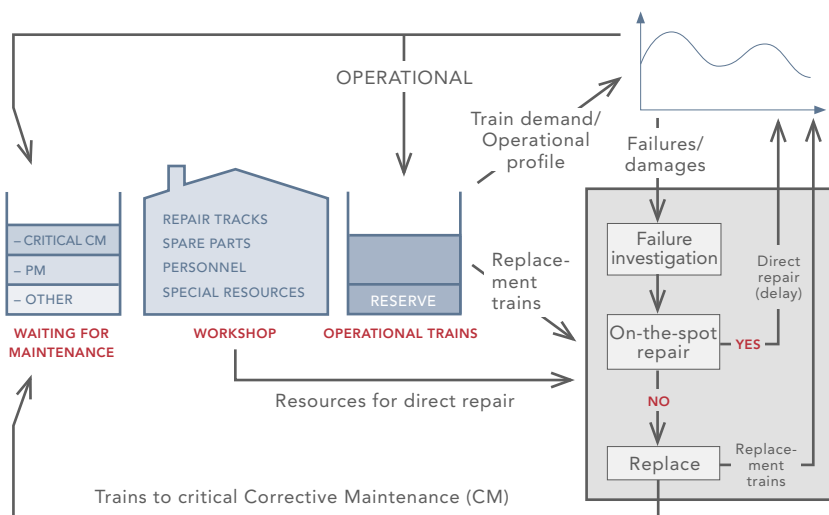 OPERATIONAL
Train demand/
Operational
profile
Failures/
damages
– CRITICAL CM
– PM
– OTHER
WAITING FOR
MAINTENANCE
REPAIR TRACKS
SPARE PARTS
PERSONNEL
SPECIAL RESOURCES
WORKSHOP
RESERVE
OPERATIONAL TRAINS
Replace-
ment
trains
Failure
investigation
Direct
repair
(delay)
On-the-spot
repair
YES
NO
Resources for direct repair
Replace
Replace-
ment
trains
Trains to critical Corrective Maintenance (CM)